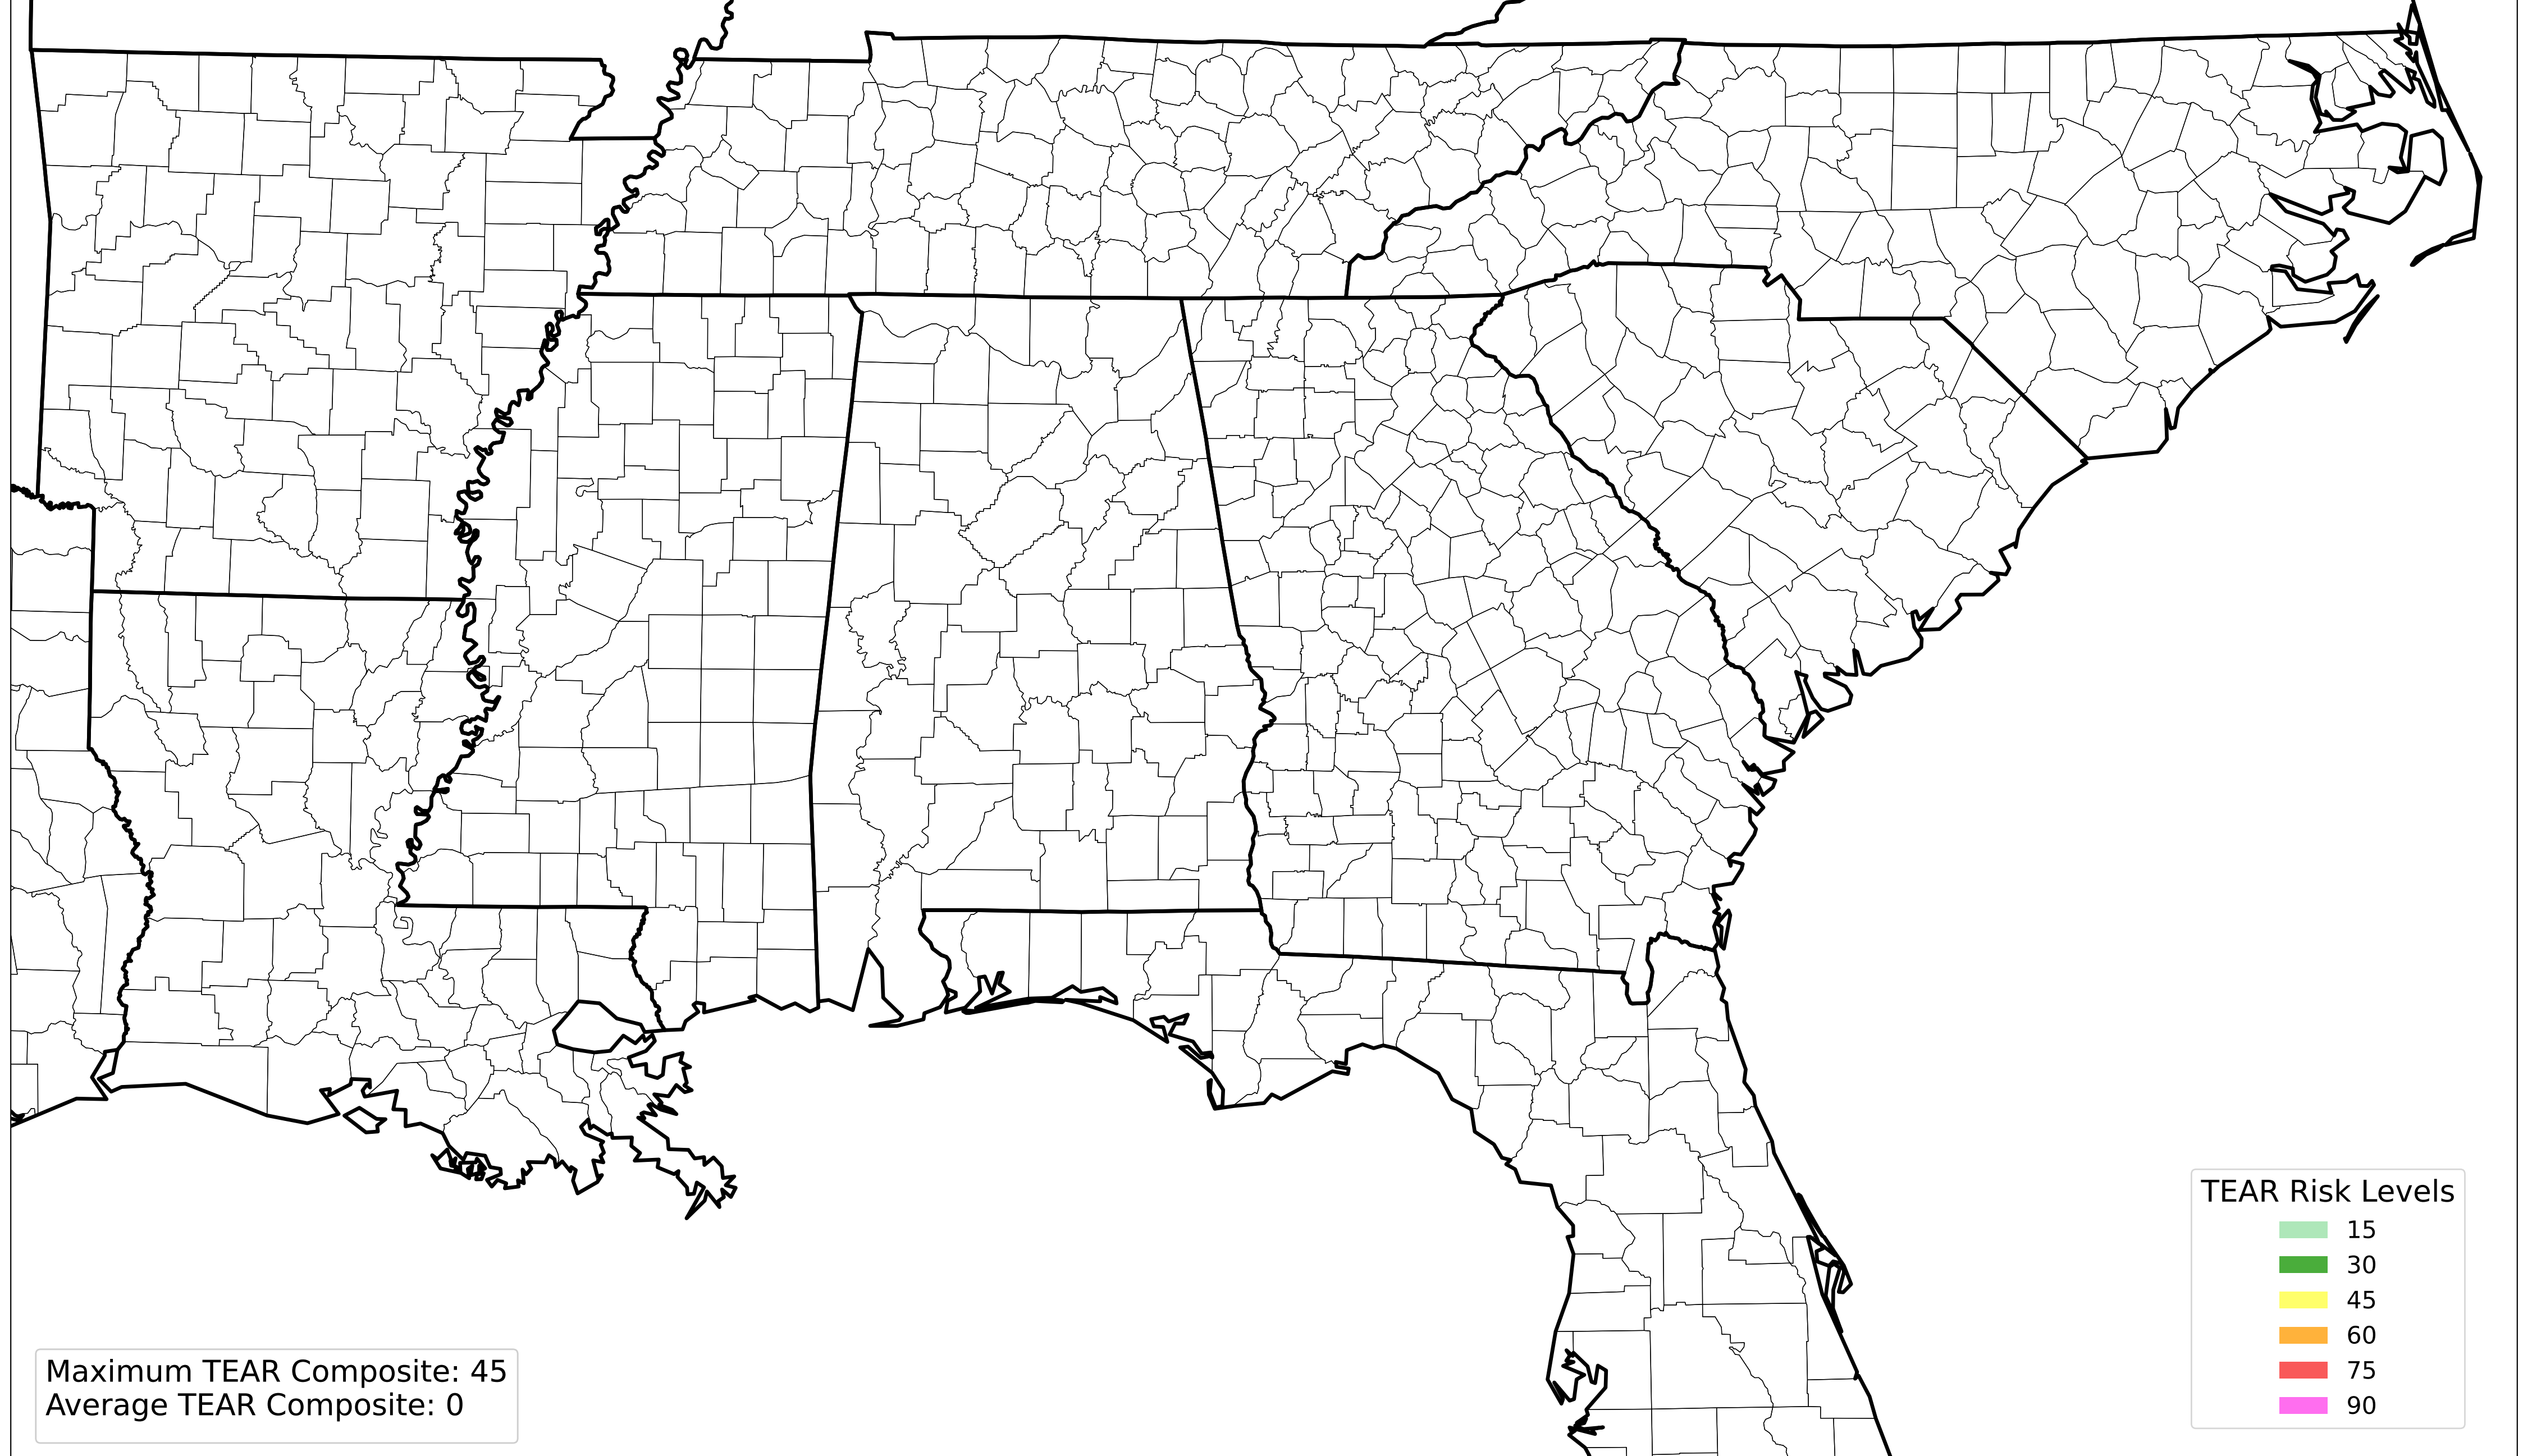 TEAR Risk Levels
15
30
45
60
75
90
Maximum TEAR Composite: 45
Average TEAR Composite: 0